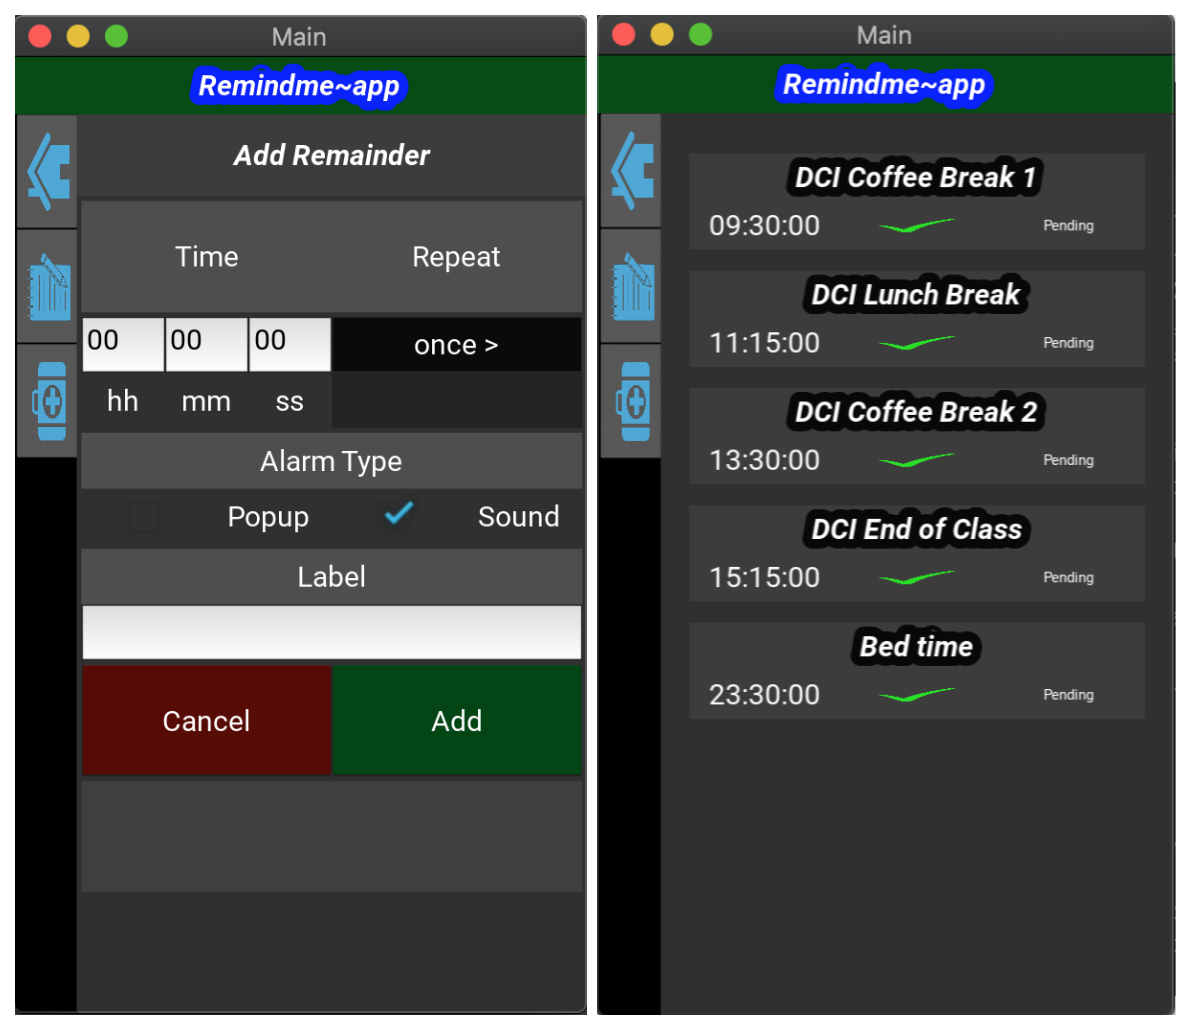 Main
Remindme~app
Add Remainder
Time Repeat
00 00 00 once >
hh mm ss
Alarm Type
Popup Sound
Label
Cancel Add
Main
Remindme~app
DCI Coffee Break 1
09:30:00 Pending
DCI Lunch Break
11:15:00 Pending
DCI Coffee Break 2
13:30:00 Pending
DCI End of Class
15:15:00 Pending
Bed time
23:30:00 Pending